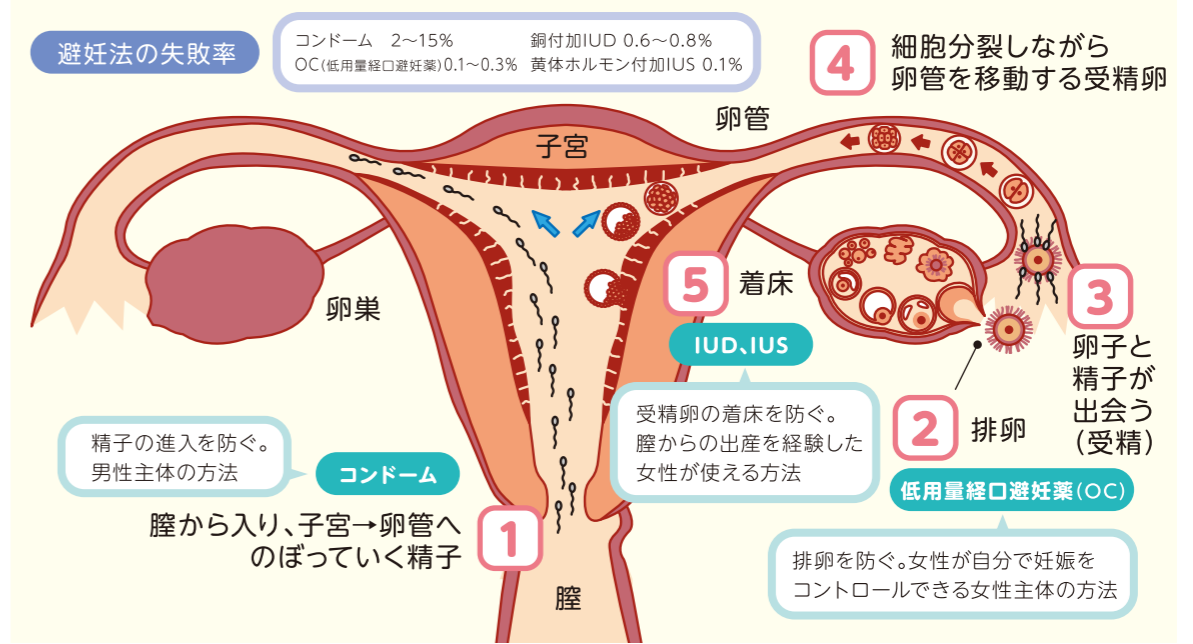 避妊法の失敗率
コンドーム 2〜15%
銅付加IUD 0.6〜0.8%
OC(低用量経口避妊薬)0.1〜0.3%
黄体ホルモン付加IUS 0.1%
4
細胞分裂しながら
卵管を移動する受精卵
卵管
子宮
卵巣
5
着床
IUD、IUS
受精卵の着床を防ぐ。
膣からの出産を経験した
女性が使える方法
3
卵子と
精子が
出会う
(受精)
2
排卵
低用量経口避妊薬(OC)
排卵を防ぐ。女性が自分で妊娠を
コントロールできる女性主体の方法
精子の進入を防ぐ。
男性主体の方法
コンドーム
1
膣から入り、子宮→卵管へ
のぼっていく精子
膣